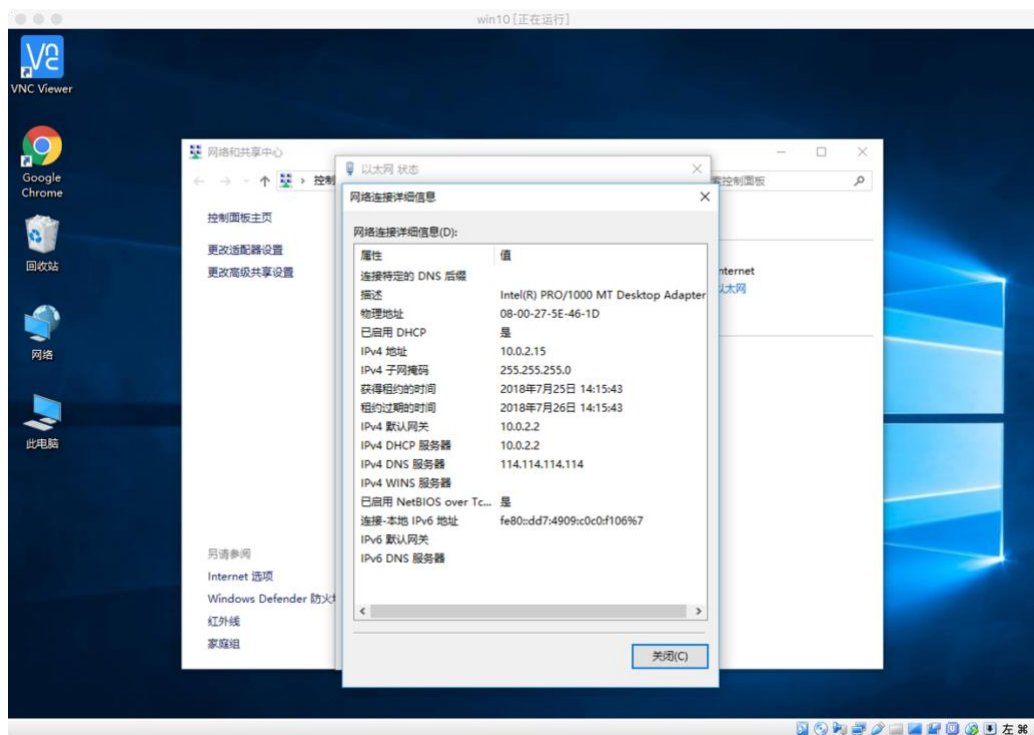 win10 [正在运行]
VNC Viewer
Google
Chrome
回收站
网络
此电脑
网络和共享中心
控制
控制面板
控制面板主页
更改适配器设置
更改高级共享设置
nternet
以太网
另请参阅
Internet 选项
Windows Defender 防火
红外线
家庭组
以太网 状态
网络连接详细信息
网络连接详细信息(D):
属性 值
连接特定的 DNS 后缀
描述 Intel(R) PRO/1000 MT Desktop Adapter
物理地址 08-00-27-5E-46-1D
已启用 DHCP 是
IPv4 地址 10.0.2.15
IPv4 子网掩码 255.255.255.0
获得租约的时间 2018年7月25日 14:15:43
租约过期的时间 2018年7月26日 14:15:43
IPv4 默认网关 10.0.2.2
IPv4 DHCP 服务器 10.0.2.2
IPv4 DNS 服务器 114.114.114.114
IPv4 WINS 服务器
已启用 NetBIOS over Tc... 是
连接-本地 IPv6 地址 fe80::dd7:4909:c0c0:f106%7
IPv6 默认网关
IPv6 DNS 服务器
关闭(C)
左 ⌘